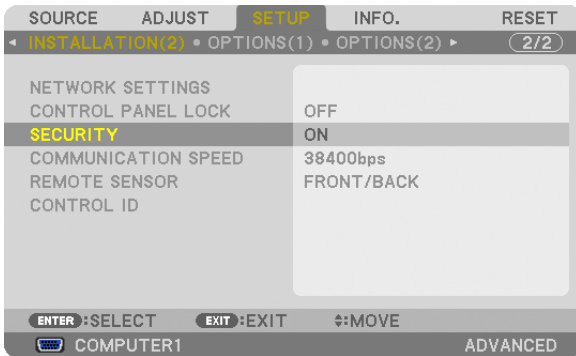 SOURCE ADJUST SETUP INFO. RESET
◄ INSTALLATION(2) • OPTIONS(1) • OPTIONS(2) ► 2/2
NETWORK SETTINGS
CONTROL PANEL LOCK OFF
SECURITY ON
COMMUNICATION SPEED 38400bps
REMOTE SENSOR FRONT/BACK
CONTROL ID
ENTER :SELECT EXIT :EXIT ♦:MOVE
COMPUTER1 ADVANCED